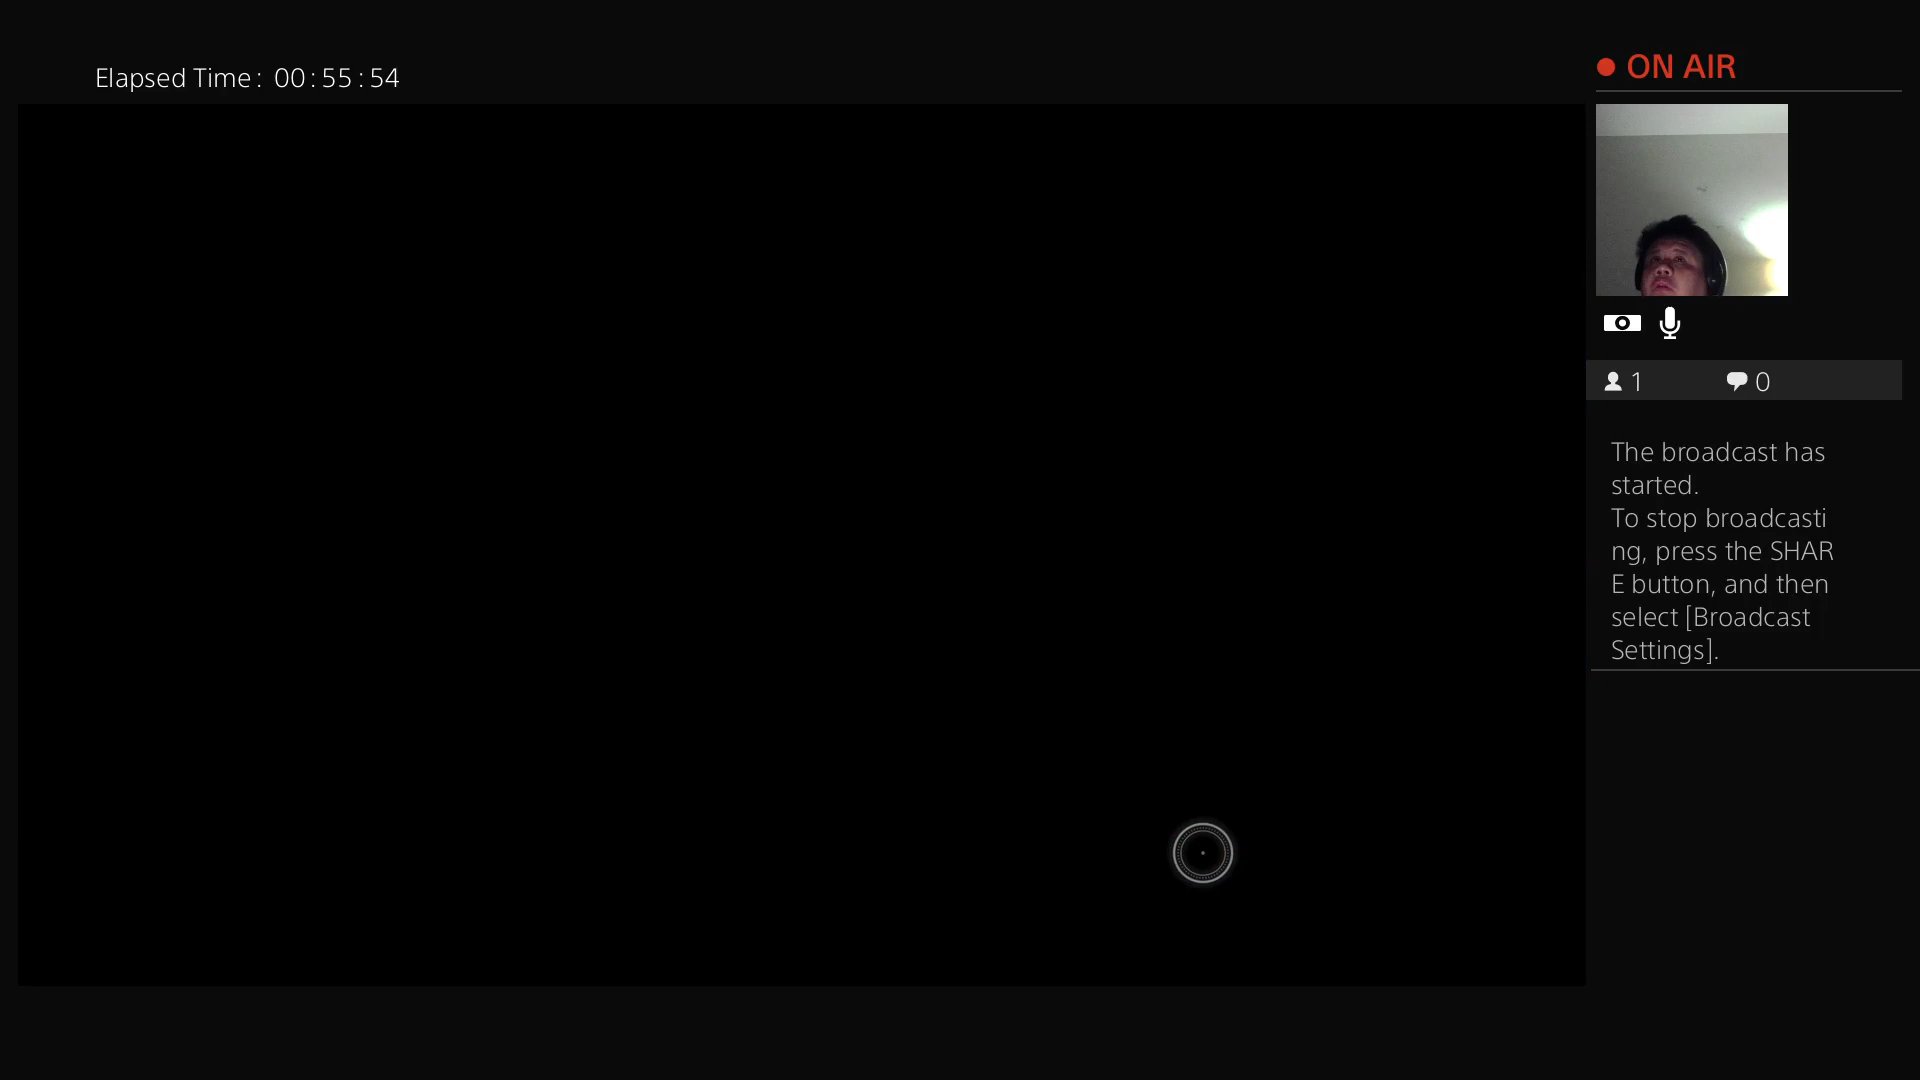 Elapsed Time: 00:55:54
ON AIR
1 0
The broadcast has
started.
To stop broadcasti
ng, press the SHAR
E button, and then
select [Broadcast
Settings].